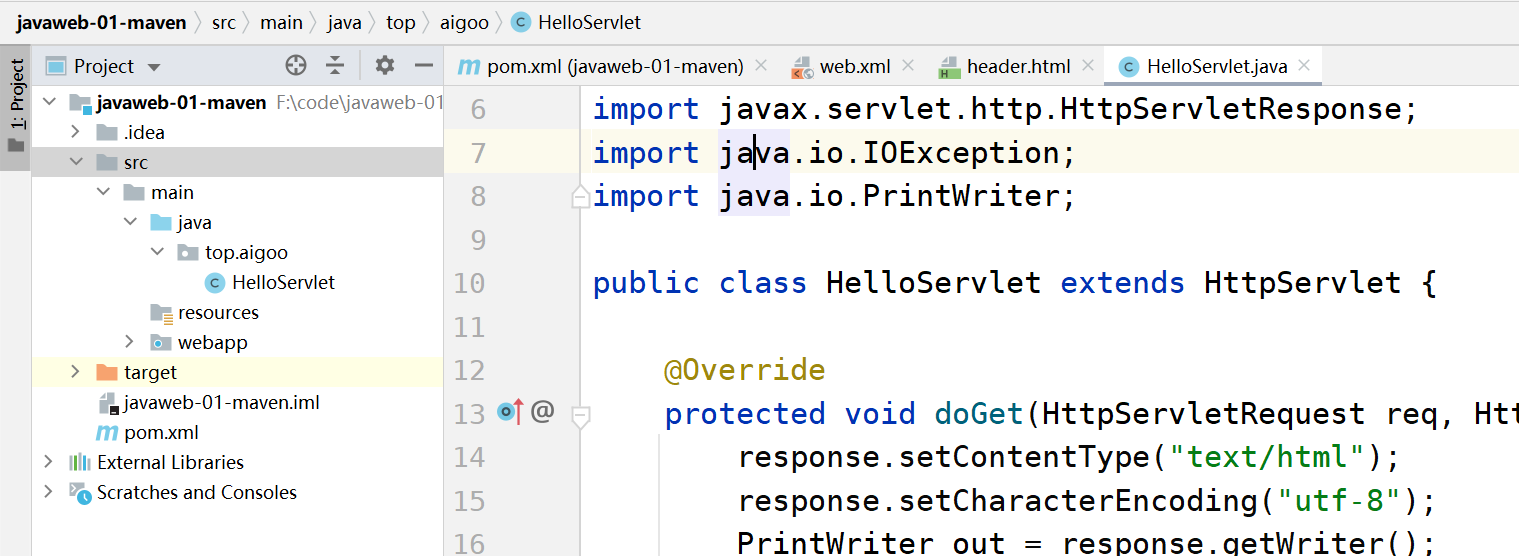 javaweb-01-maven src main java top aigoo HelloServlet
1: Project
Project
javaweb-01-maven F:\code\javaweb-01
.idea
src
main
java
top.aigoo
HelloServlet
resources
webapp
target
javaweb-01-maven.iml
pom.xml
External Libraries
Scratches and Consoles
pom.xml (javaweb-01-maven) web.xml header.html HelloServlet.java
6 import javax.servlet.http.HttpServletResponse;
7 import java.io.IOException;
8 import java.io.PrintWriter;
9
10 public class HelloServlet extends HttpServlet {
11
12 @Override
13 protected void doGet(HttpServletRequest req, Htt
14 response.setContentType("text/html");
15 response.setCharacterEncoding("utf-8");
16 PrintWriter out = response.getWriter();